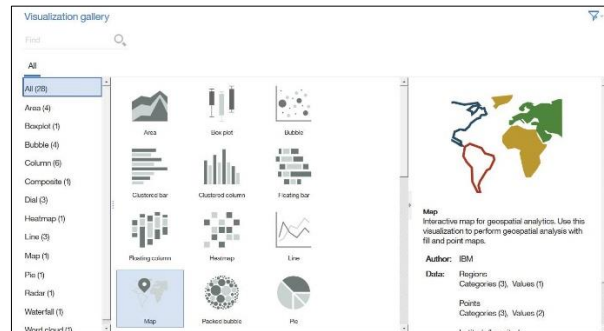 Visualization gallery
Find
All
All (28)
Area (4)
Boxplot (1)
Bubble (4)
Column (6)
Composite (1)
Dial (3)
Heatmap (1)
Line (3)
Map (1)
Pie (1)
Radar (1)
Waterfall (1)
Word cloud (1)
Area
Box plot
Bubble
Clustered bar
Clustered column
Floating bar
Floating column
Heatmap
Line
Map
Packed bubble
Pie
Map
Interactive map for geospatial analytics. Use this
visualization to perform geospatial analysis with
fill and point maps.
Author: IBM
Data: Regions
Categories (3), Values (1)
Points
Categories (3), Values (2)